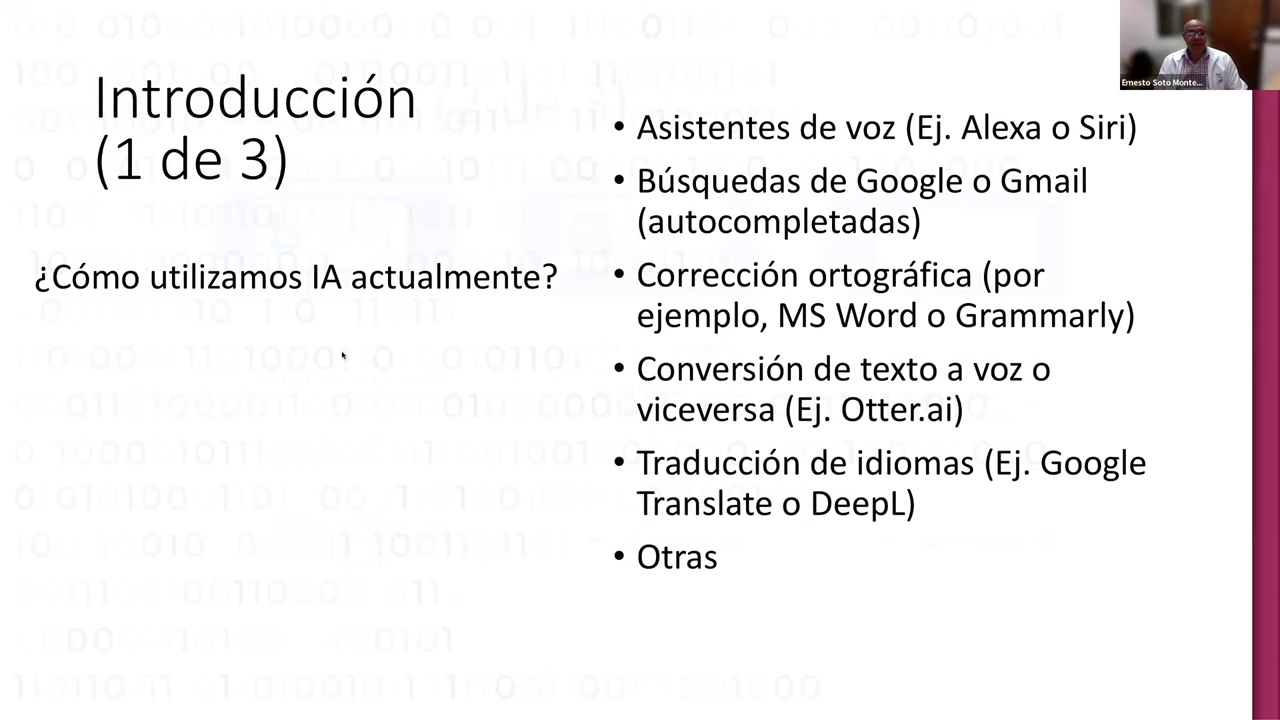 Introducción
(1 de 3)
¿Cómo utilizamos IA actualmente?
• Asistentes de voz (Ej. Alexa o Siri)
• Búsquedas de Google o Gmail
(autocompletadas)
• Corrección ortográfica (por
ejemplo, MS Word o Grammarly)
• Conversión de texto a voz o
viceversa (Ej. Otter.ai)
• Traducción de idiomas (Ej. Google
Translate o DeepL)
• Otras
Ernesto Soto Monte...